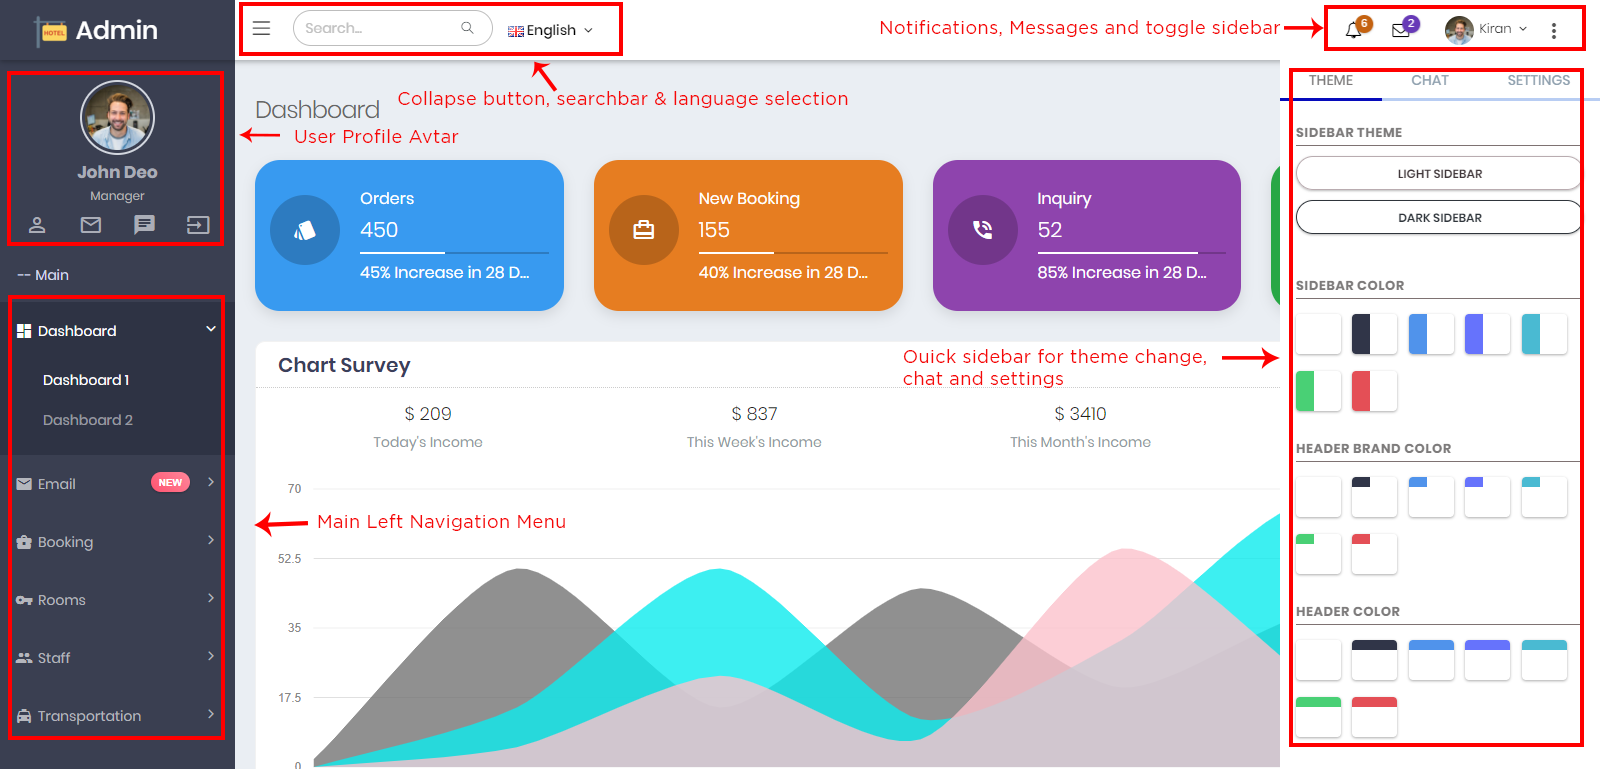 HOTEL
Admin
Search...
English
Notifications, Messages and toggle sidebar
6
2
Kiran
Collapse button, searchbar & language selection
Dashboard
User Profile Avtar
John Deo
Manager
-- Main
Dashboard
Dashboard 1
Dashboard 2
Email
NEW
Booking
Rooms
Staff
Transportation
Orders
450
45% Increase in 28 D...
New Booking
155
40% Increase in 28 D...
Inquiry
52
85% Increase in 28 D...
Chart Survey
Ouick sidebar for theme change,
chat and settings
$ 209
Today's Income
$ 837
This Week's Income
$ 3410
This Month's Income
70
52.5
35
17.5
0
Main Left Navigation Menu
THEME
CHAT
SETTINGS
SIDEBAR THEME
LIGHT SIDEBAR
DARK SIDEBAR
SIDEBAR COLOR
HEADER BRAND COLOR
HEADER COLOR